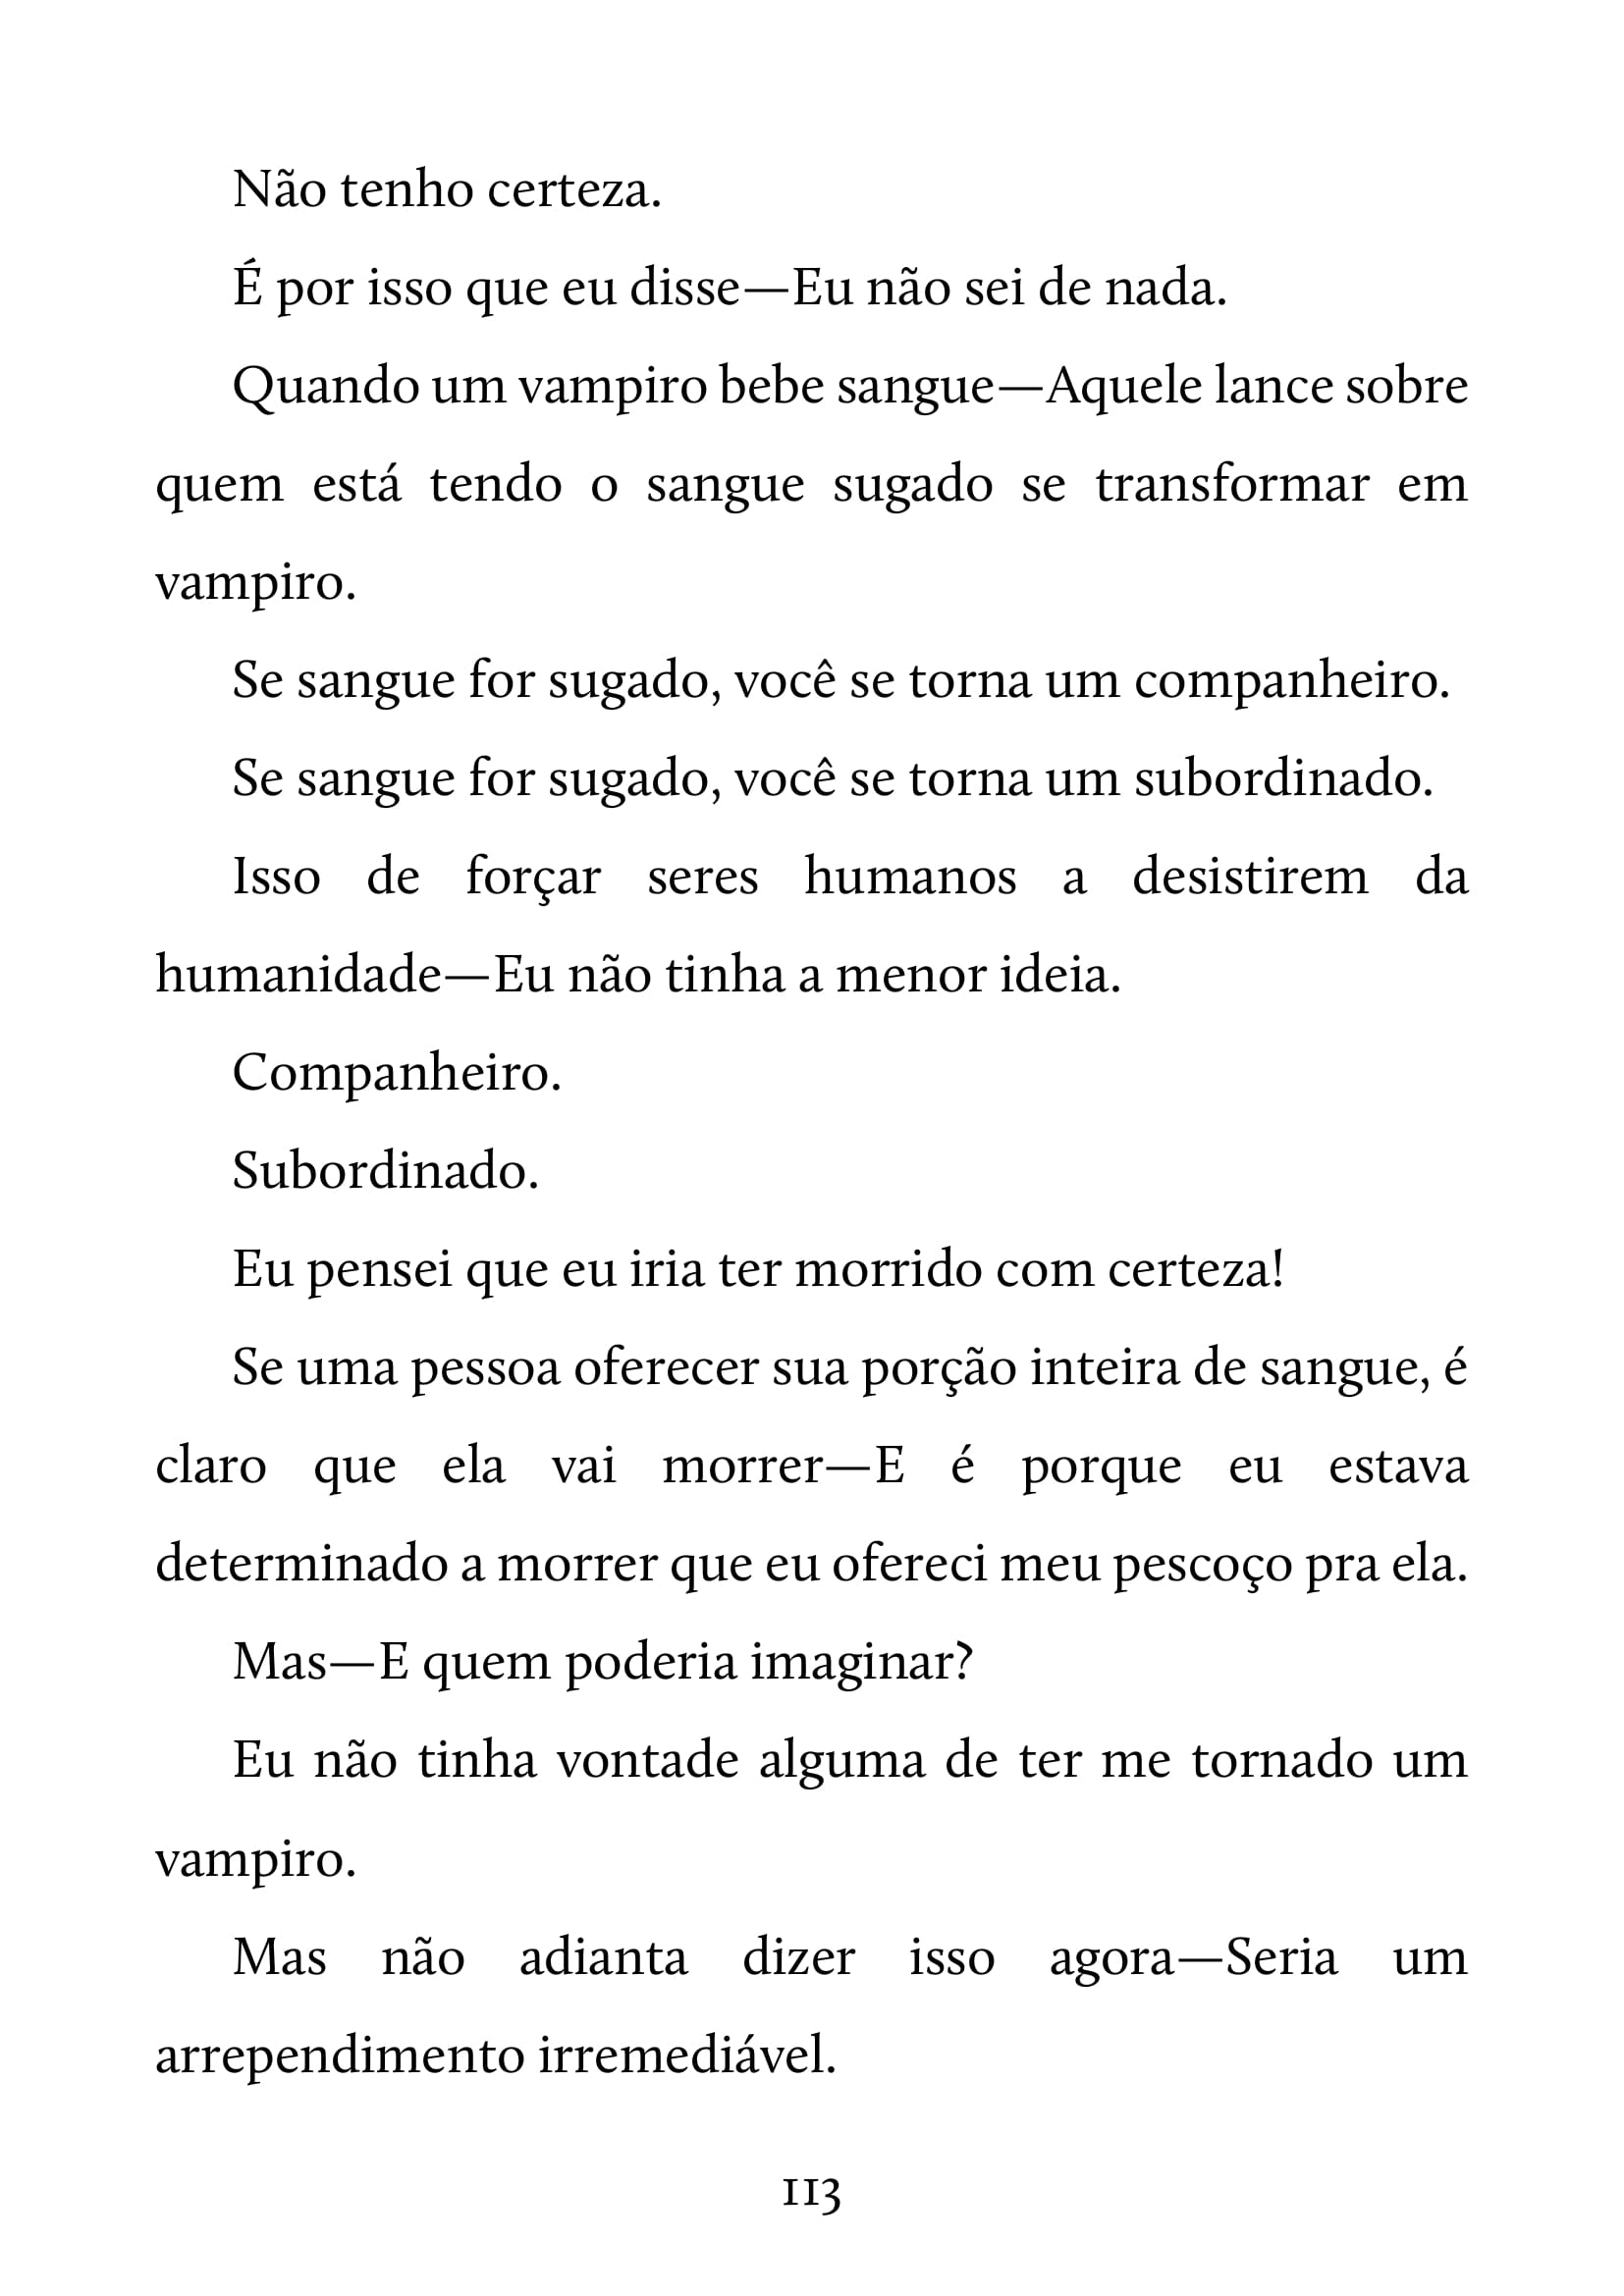 Não tenho certeza.
É por isso que eu disse—Eu não sei de nada.
Quando um vampiro bebe sangue—Aquele lance sobre
quem está tendo o sangue sugado se transformar em
vampiro.
Se sangue for sugado, você se torna um companheiro.
Se sangue for sugado, você se torna um subordinado.
Isso de forçar seres humanos a desistirem da
humanidade—Eu não tinha a menor ideia.
Companheiro.
Subordinado.
Eu pensei que eu iria ter morrido com certeza!
Se uma pessoa oferecer sua porção inteira de sangue, é
claro que ela vai morrer—E é porque eu estava
determinado a morrer que eu ofereci meu pescoço pra ela.
Mas—E quem poderia imaginar?
Eu não tinha vontade alguma de ter me tornado um
vampiro.
Mas não adianta dizer isso agora—Seria um
arrependimento irremediável.
113